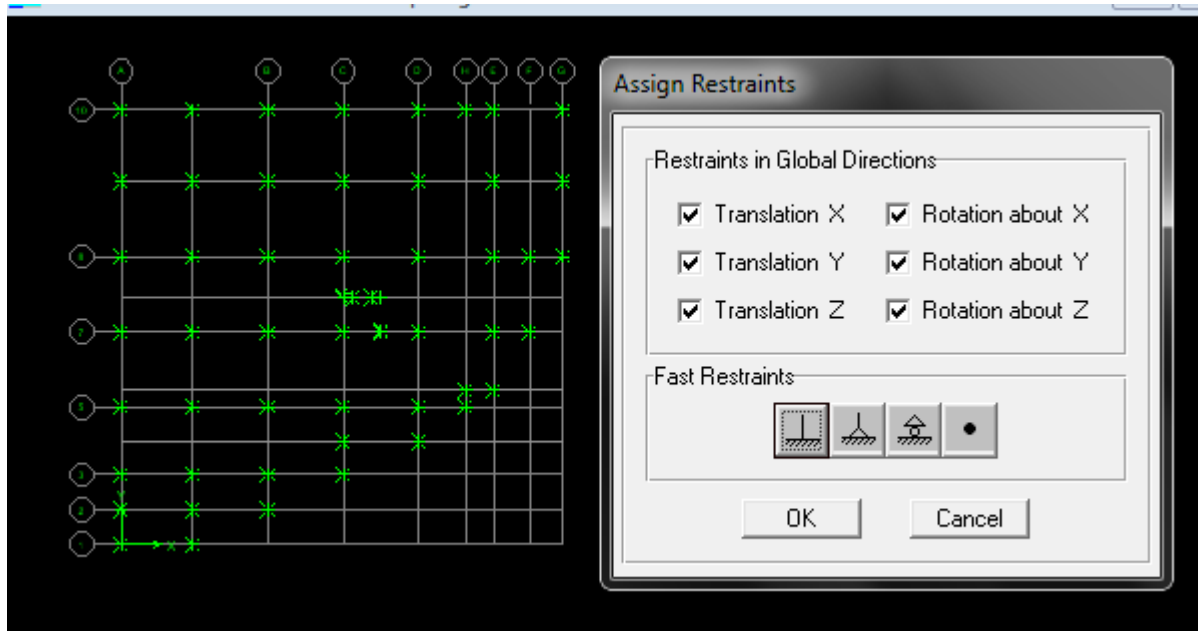 A B C D H E F G
10
Assign Restraints
Restraints in Global Directions
Translation X Rotation about X
8
Translation Y Rotation about Y
Translation Z Rotation about Z
7
Fast Restraints
5
3
Y
2
OK Cancel
1 X